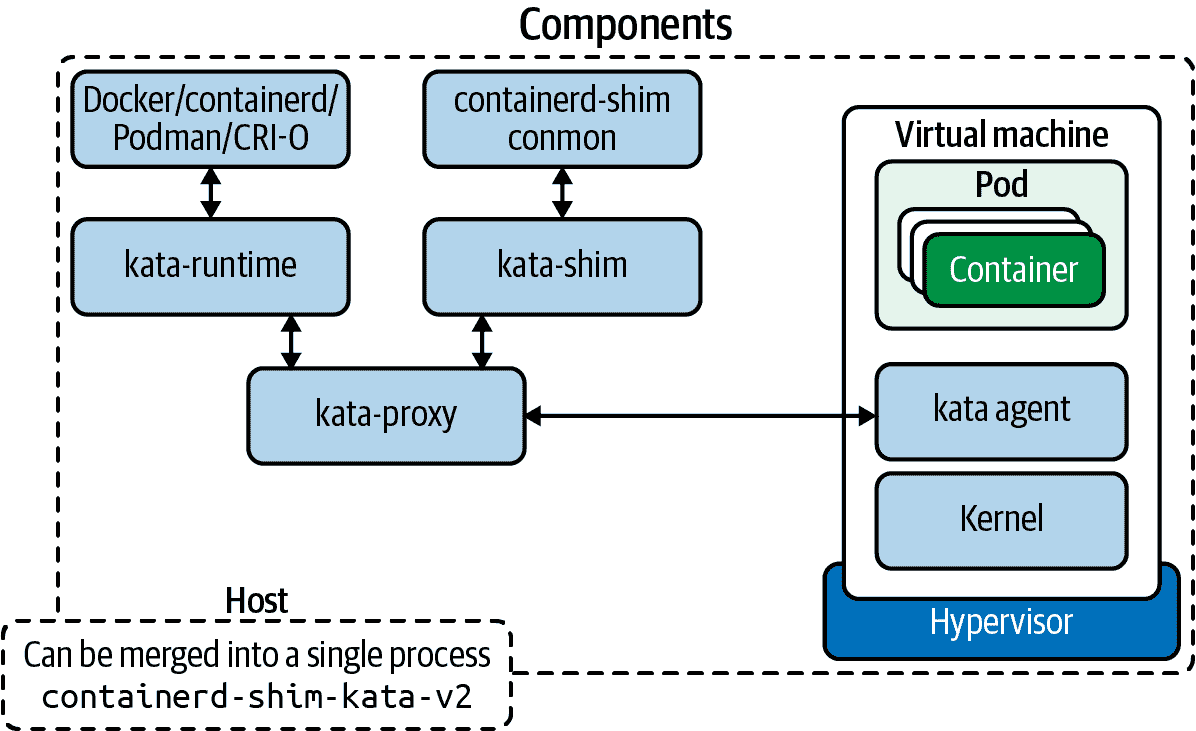 Components
Docker/containerd/
Podman/CRI-O
containerd-shim
conmon
kata-runtime
kata-shim
kata-proxy
Virtual machine
Pod
Container
kata agent
Kernel
Hypervisor
Host
Can be merged into a single process
containerd-shim-kata-v2